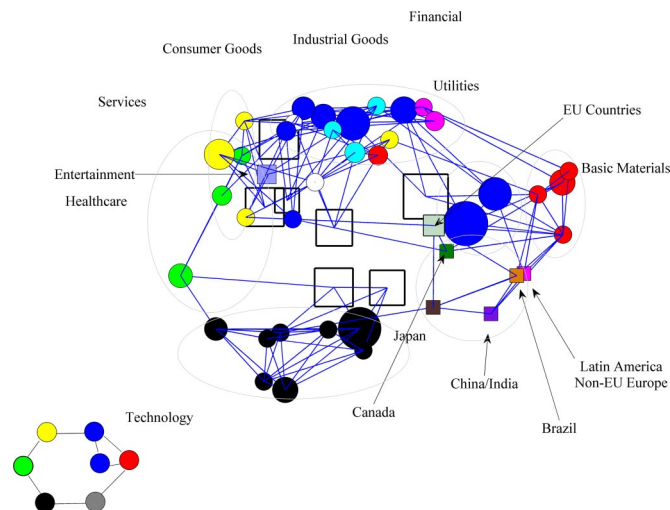 Financial
Industrial Goods
Consumer Goods
Utilities
Services
EU Countries
Basic Materials
Entertainment
Healthcare
Japan
Latin America
Non-EU Europe
China/India
Canada
Brazil
Technology